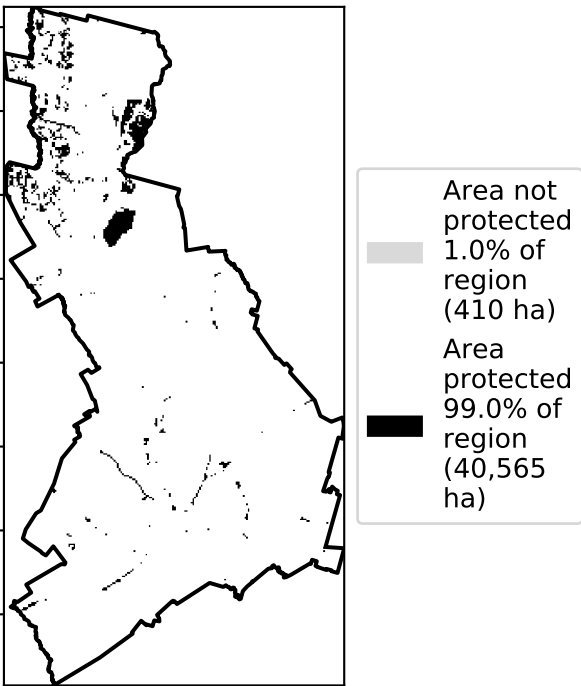 Area not
protected
1.0% of
region
(410 ha)
Area
protected
99.0% of
region
(40,565
ha)